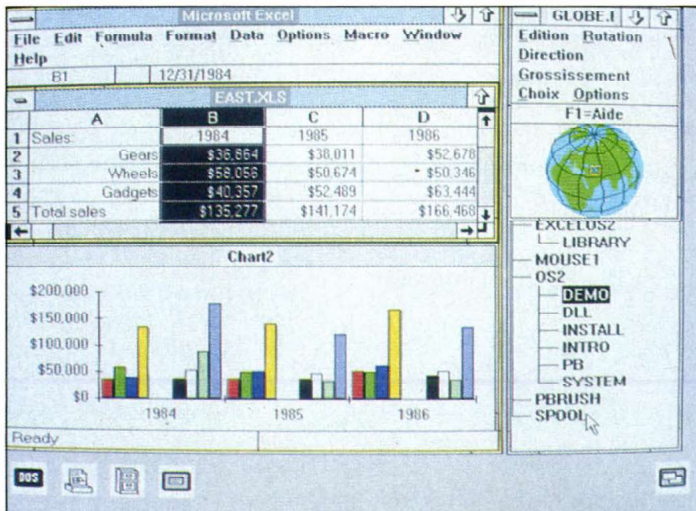 Microsoft Excel
File Edit Formula Format Data Options Macro Window
Help
B1 12/31/1984
EAST.XLS
A B C D
1 Sales: 1984 1985 1986
2 Gears $36,864 $38,011 $52,678
3 Wheels $58,056 $50,674 $50,346
4 Gadgets $40,357 $52,489 $63,444
5 Total sales $135,277 $141,174 $166,468
Chart2
$200,000
$150,000
$100,000
$50,000
$0
1984 1985 1986
Ready
DOS
GLOBE.I
Edition Rotation
Direction
Grossissement
Choix Options
F1=Aide
EXCELOS2
LIBRARY
MOUSE1
OS2
DEMO
DLL
INSTALL
INTRO
PB
SYSTEM
PBRUSH
SPOOL